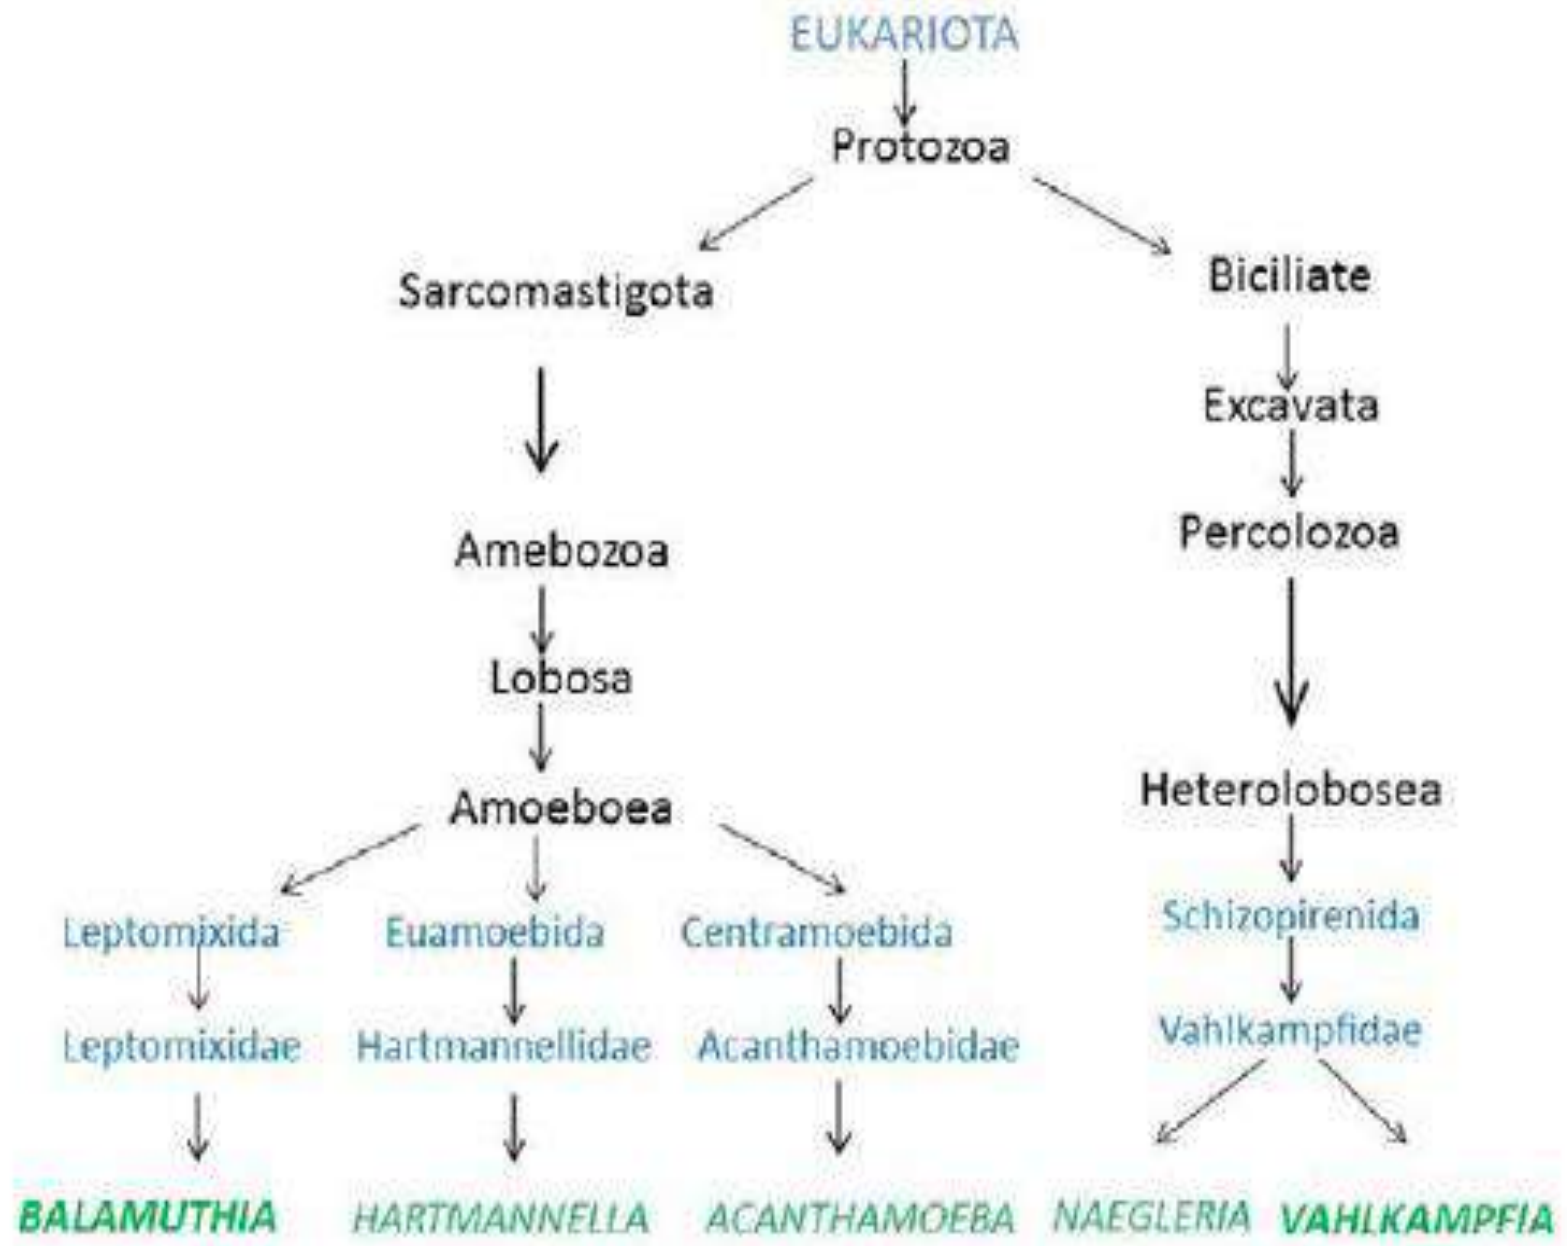 EUKARIOTA
Protozoa
Sarcomastigota
Biciliate
Excavata
Amebozoa
Percolozoa
Lobosa
Amoeboea
Heterolobosea
Leptomixida Euamoebida Centramoebida Schizopirenida
Leptomixidae Hartmannellidae Acanthamoebidae Vahlkampfidae
BALAMUTHIA HARTMANNELLA ACANTHAMOEBA NAEGLERIA VAHLKAMPFIA